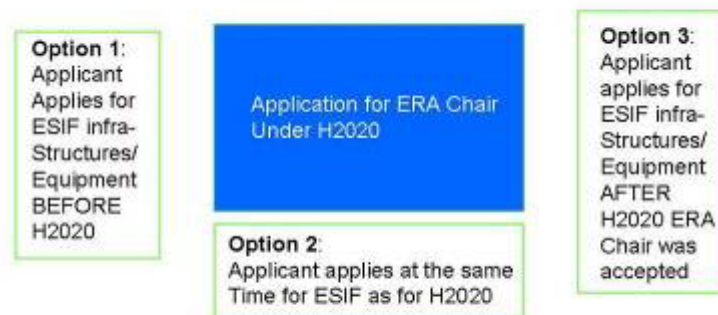 Option 1:
Applicant
Applies for
ESIF infra-
Structures/
Equipment
BEFORE
H2020
Application for ERA Chair
Under H2020
Option 2:
Applicant applies at the same
Time for ESIF as for H2020
Option 3:
Applicant
applies for
ESIF infra-
Structures/
Equipment
AFTER
H2020 ERA
Chair was
accepted